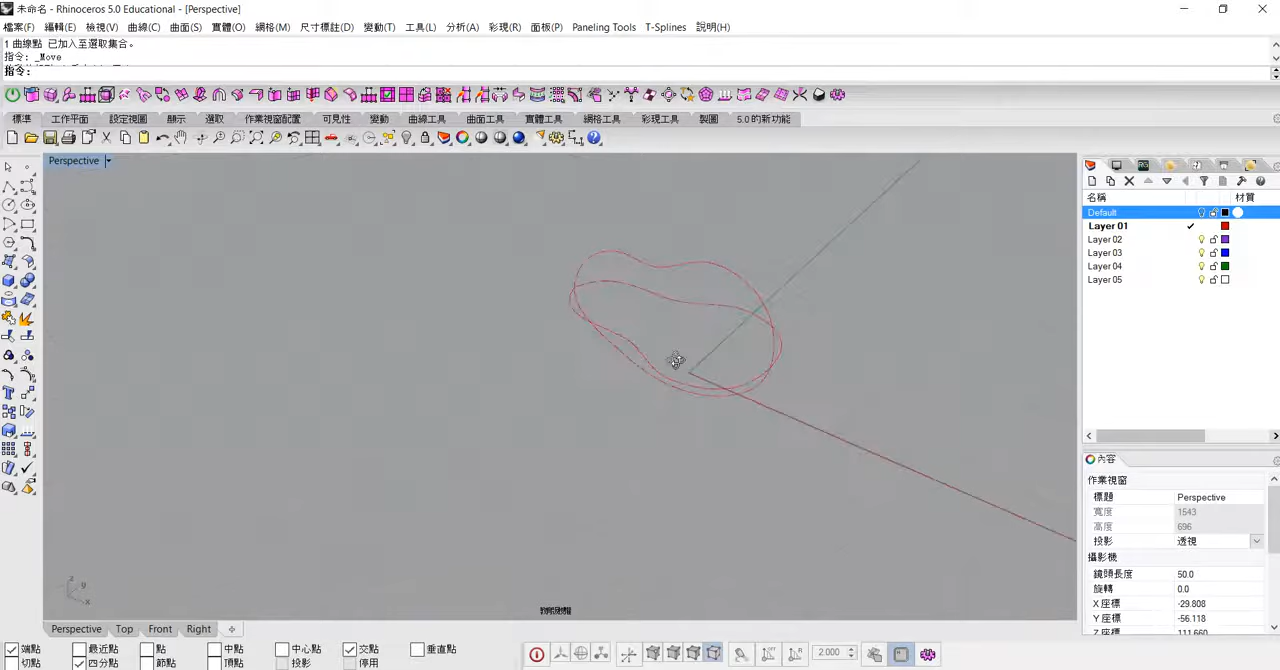 未命名 - Rhinoceros 5.0 Educational - [Perspective]
檔案(F) 編輯(E) 檢視(V) 曲線(C) 曲面(S) 實體(O) 網格(M) 尺寸標註(D) 變動(T) 工具(L) 分析(A) 彩現(R) 面板(P) Paneling Tools T-Splines 說明(H)
1 曲線點 已加入至選取集合。
指令: _Move
指令:
標準 工作平面 設定視圖 顯示 選取 作業視窗配置 可見性 變動 曲線工具 曲面工具 實體工具 網格工具 彩現工具 製圖 5.0 的新功能
Perspective
名稱 材質
Default
Layer 01
Layer 02
Layer 03
Layer 04
Layer 05
內容
作業視窗
標題 Perspective
寬度 1543
高度 696
投影 透視
攝影機
鏡頭長度 50.0
旋轉 0.0
X 座標 -29.808
Y 座標 -56.118
Z 座標 111.660
z
y
x
Perspective Top Front Right
端點 最近點 點 中點 中心點 交點 垂直點
切點 四分點 節點 頂點 投影 停用
2.000